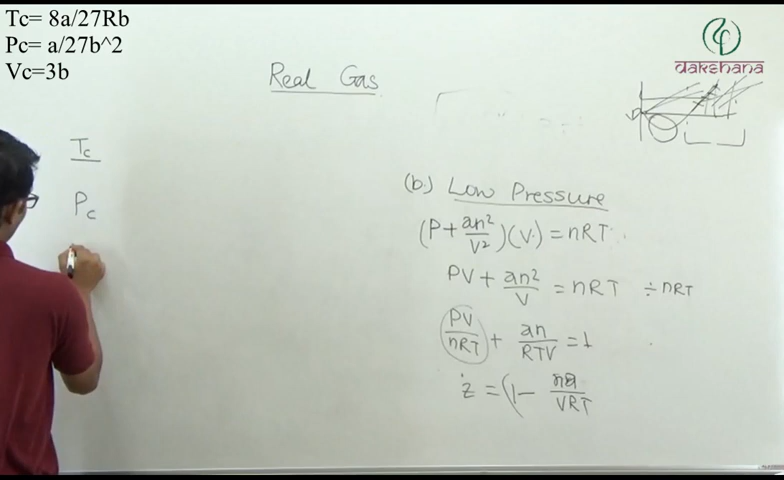 Tc= 8a/27Rb
Pc= a/27b^2
Vc=3b
dakshana
Real Gas
Tc
Pc
(b.) Low Pressure
(P + an²/V²)(V.) = nRT
PV + an²/V = nRT ÷ nRT
PV/nRT + an/RTV = 1
z = (1 - na/VRT